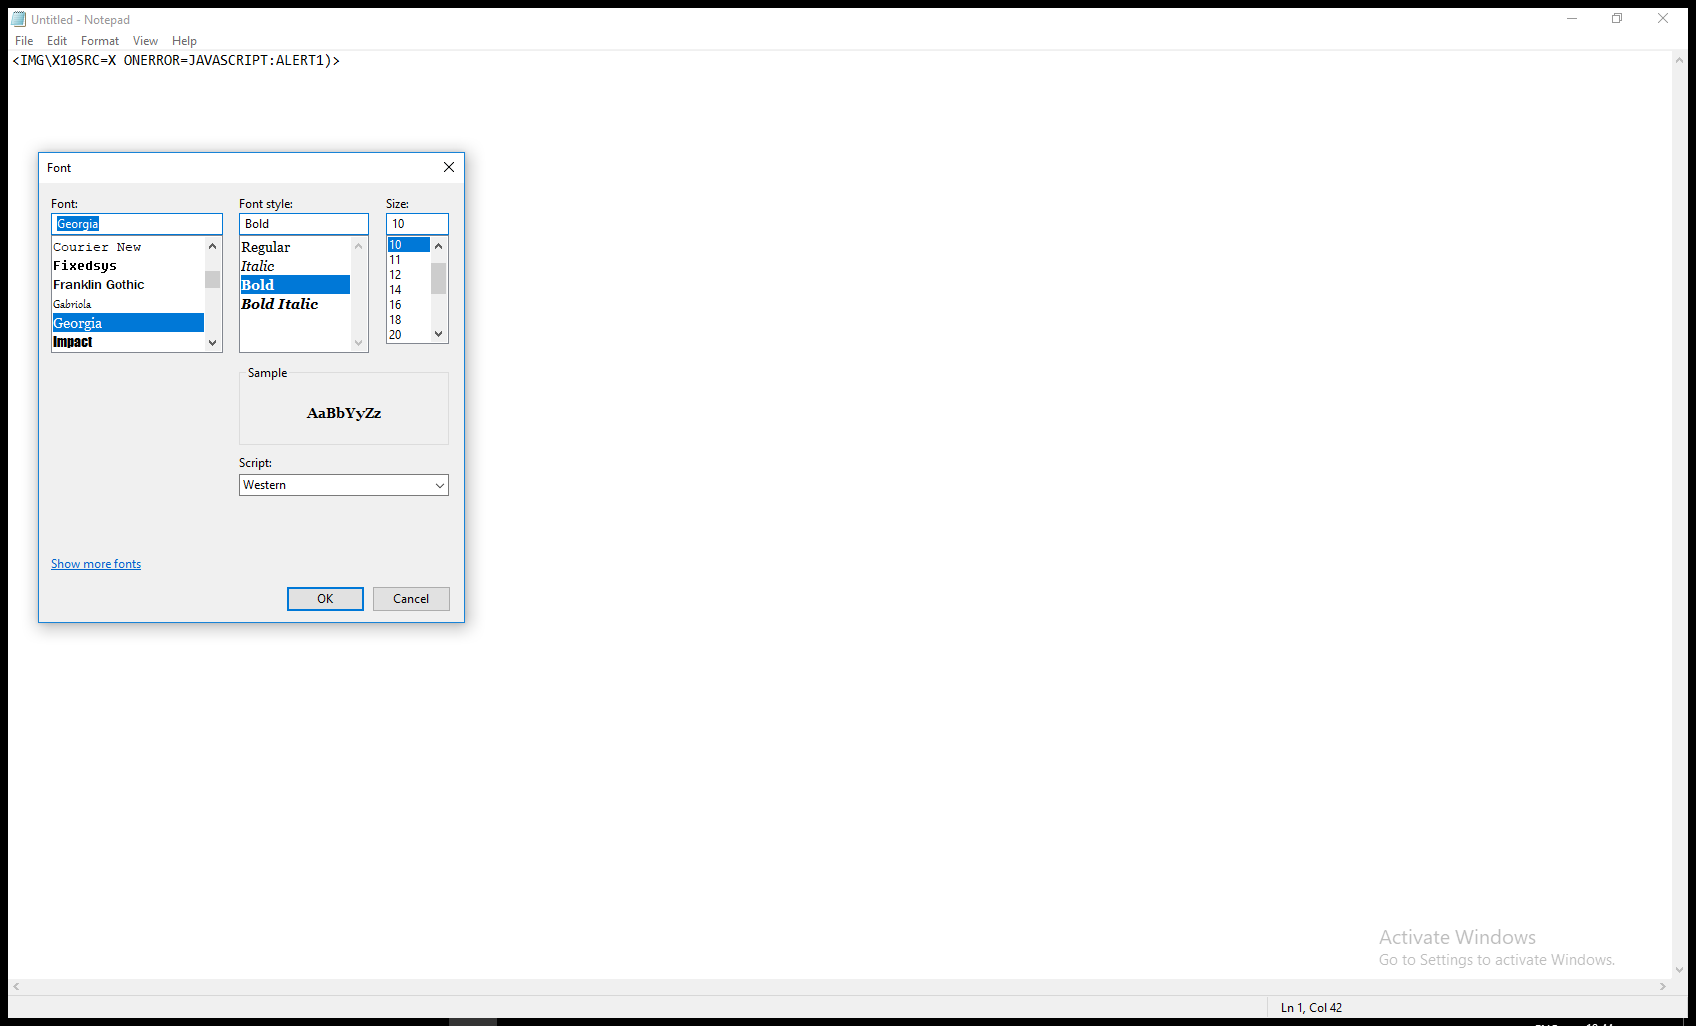 Untitled - Notepad
File Edit Format View Help
<IMG\X10SRC=X ONERROR=JAVASCRIPT:ALERT1)>
Font
Font: Font style: Size:
Georgia Bold 10
Courier New
Fixedsys
Franklin Gothic
Gabriola
Georgia
Impact
Regular
Italic
Bold
Bold Italic
10
11
12
14
16
18
20
Sample
AaBbYyZz
Script:
Western
Show more fonts
OK Cancel
Activate Windows
Go to Settings to activate Windows.
Ln 1, Col 42